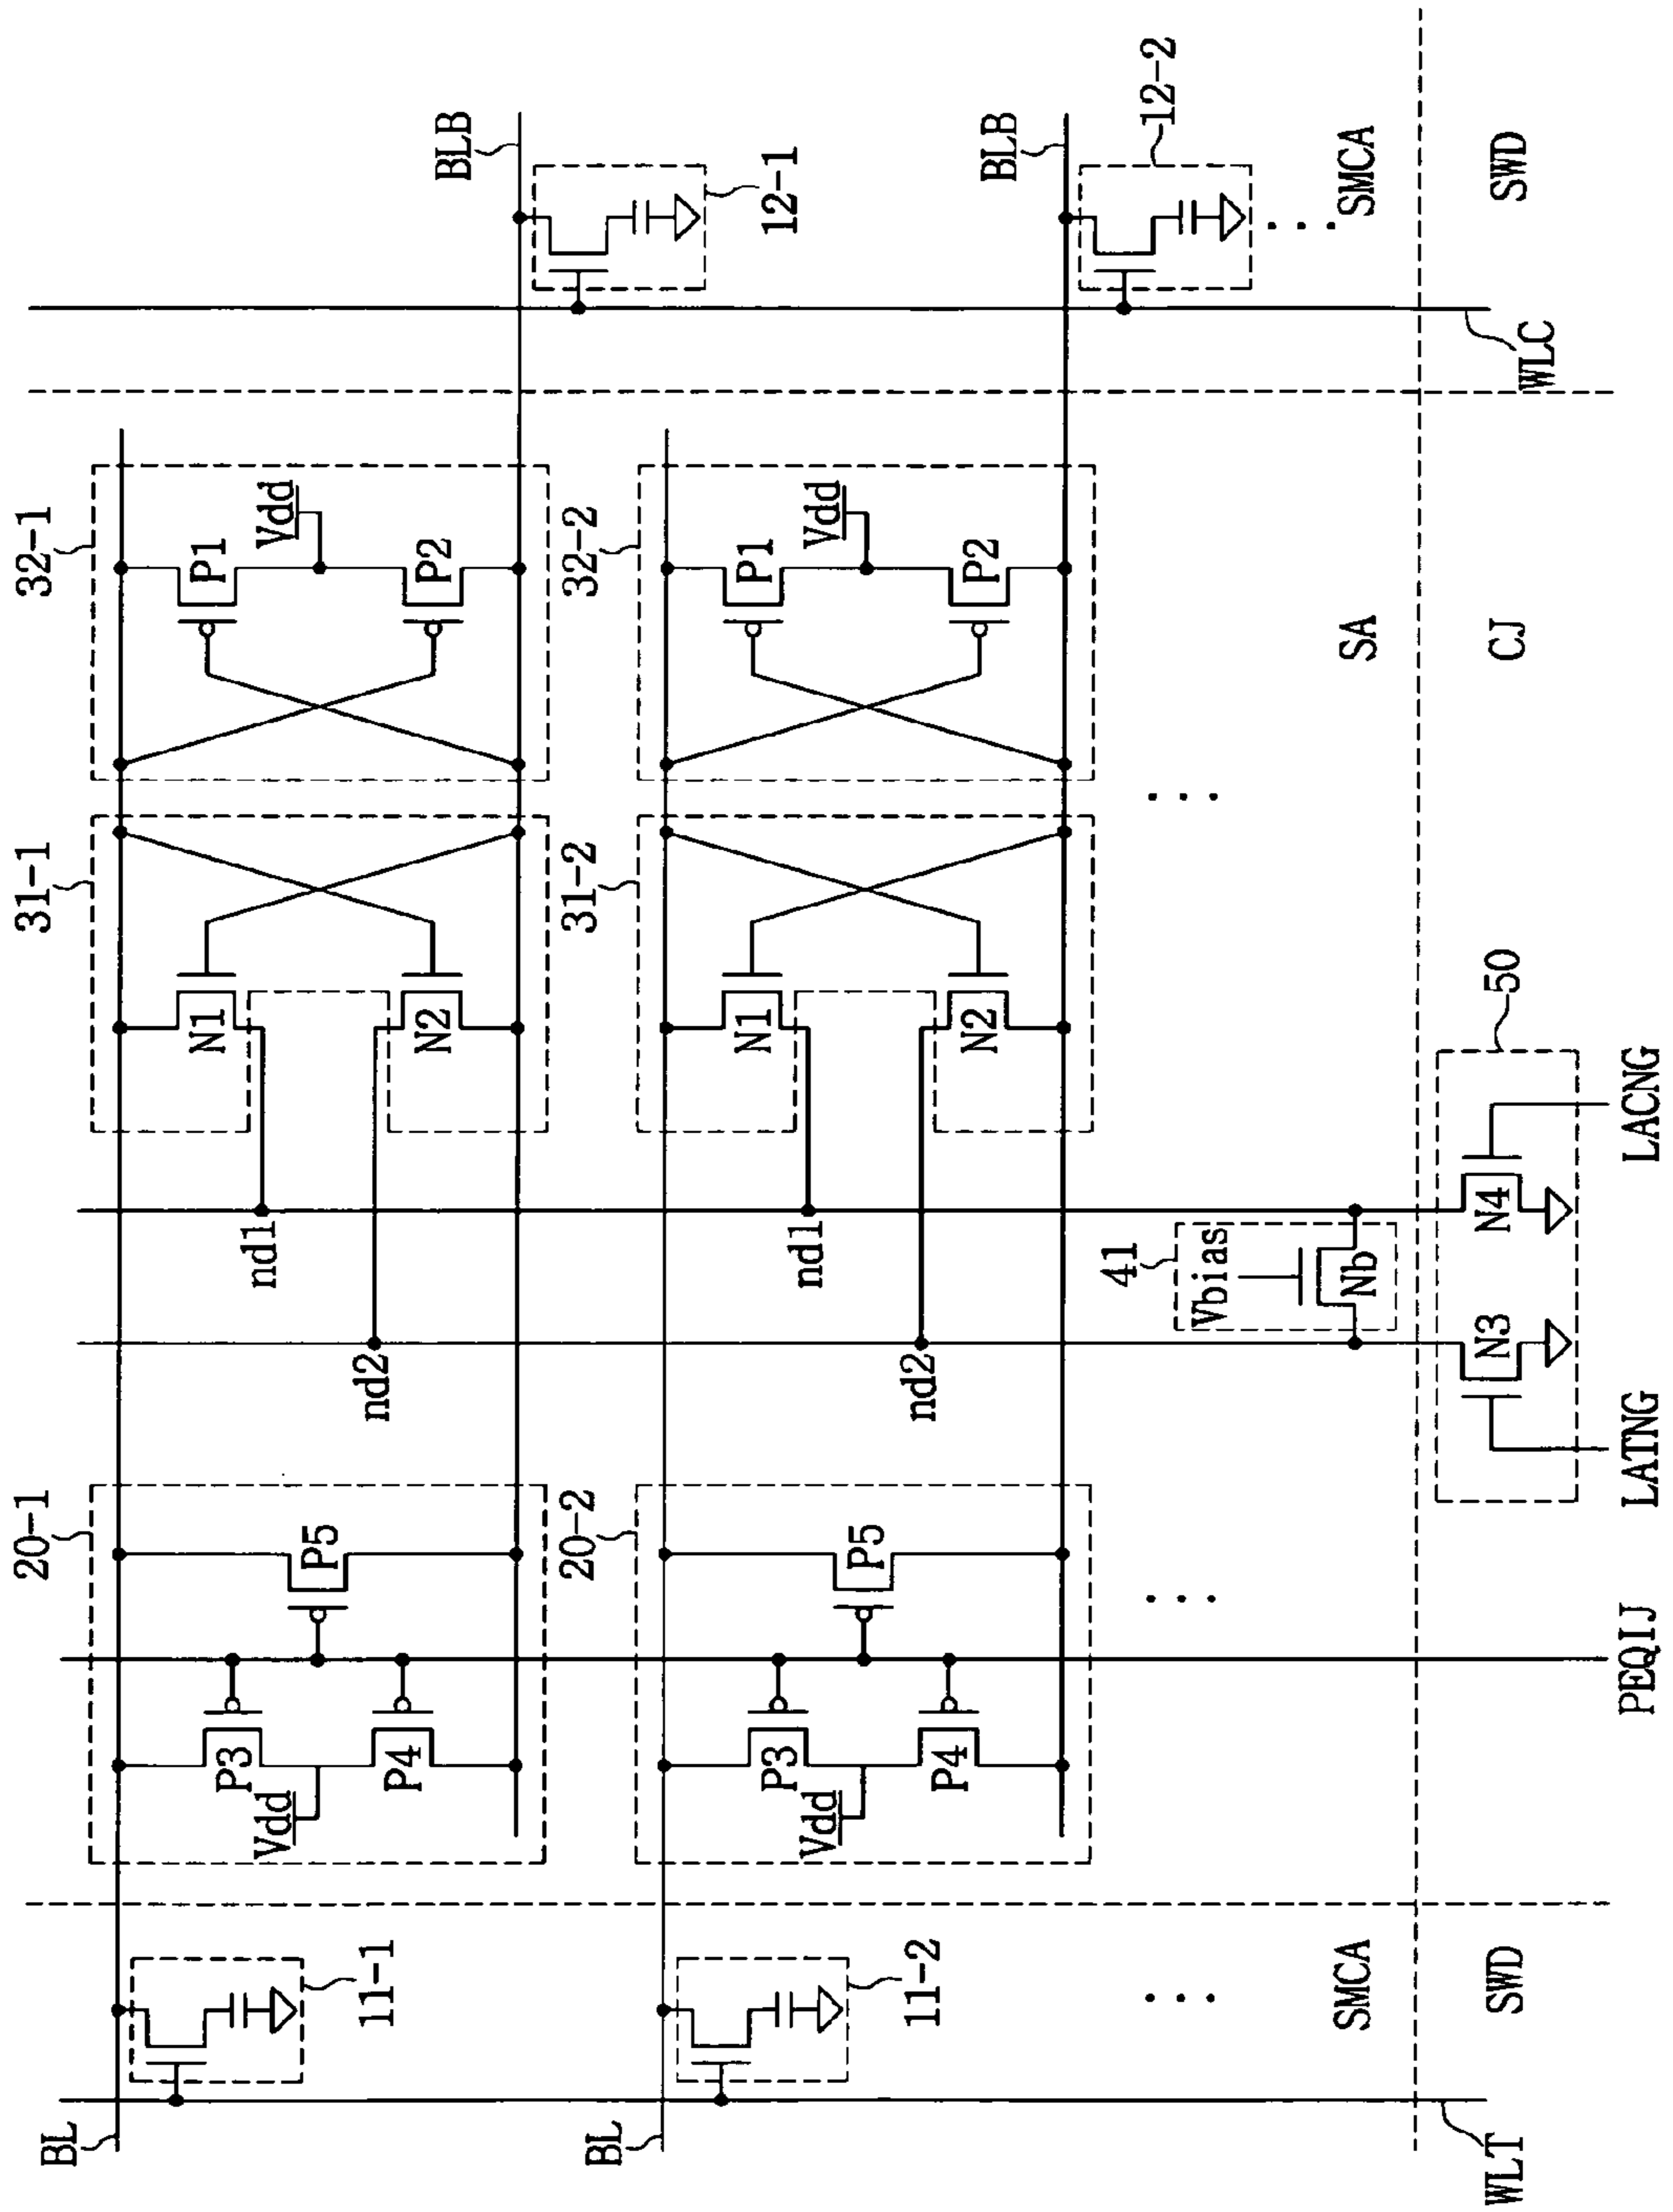 20-1
31-1
32-1
BL
P3
N1
P1
Vdd
nd1
Vdd
P5
11-1
P4
nd2
N2
P2
BLB
20-2
31-2
32-2
BL
P3
N1
P1
12-1
Vdd
nd1
Vdd
P5
11-2
P4
nd2
N2
P2
BLB
41
12-2
Vbias
Nb
SMCA
SA
SMCA
50
N3
N4
SWD
CJ
SWD
WLT
WLC
PEQIJ
LATNG
LACNG